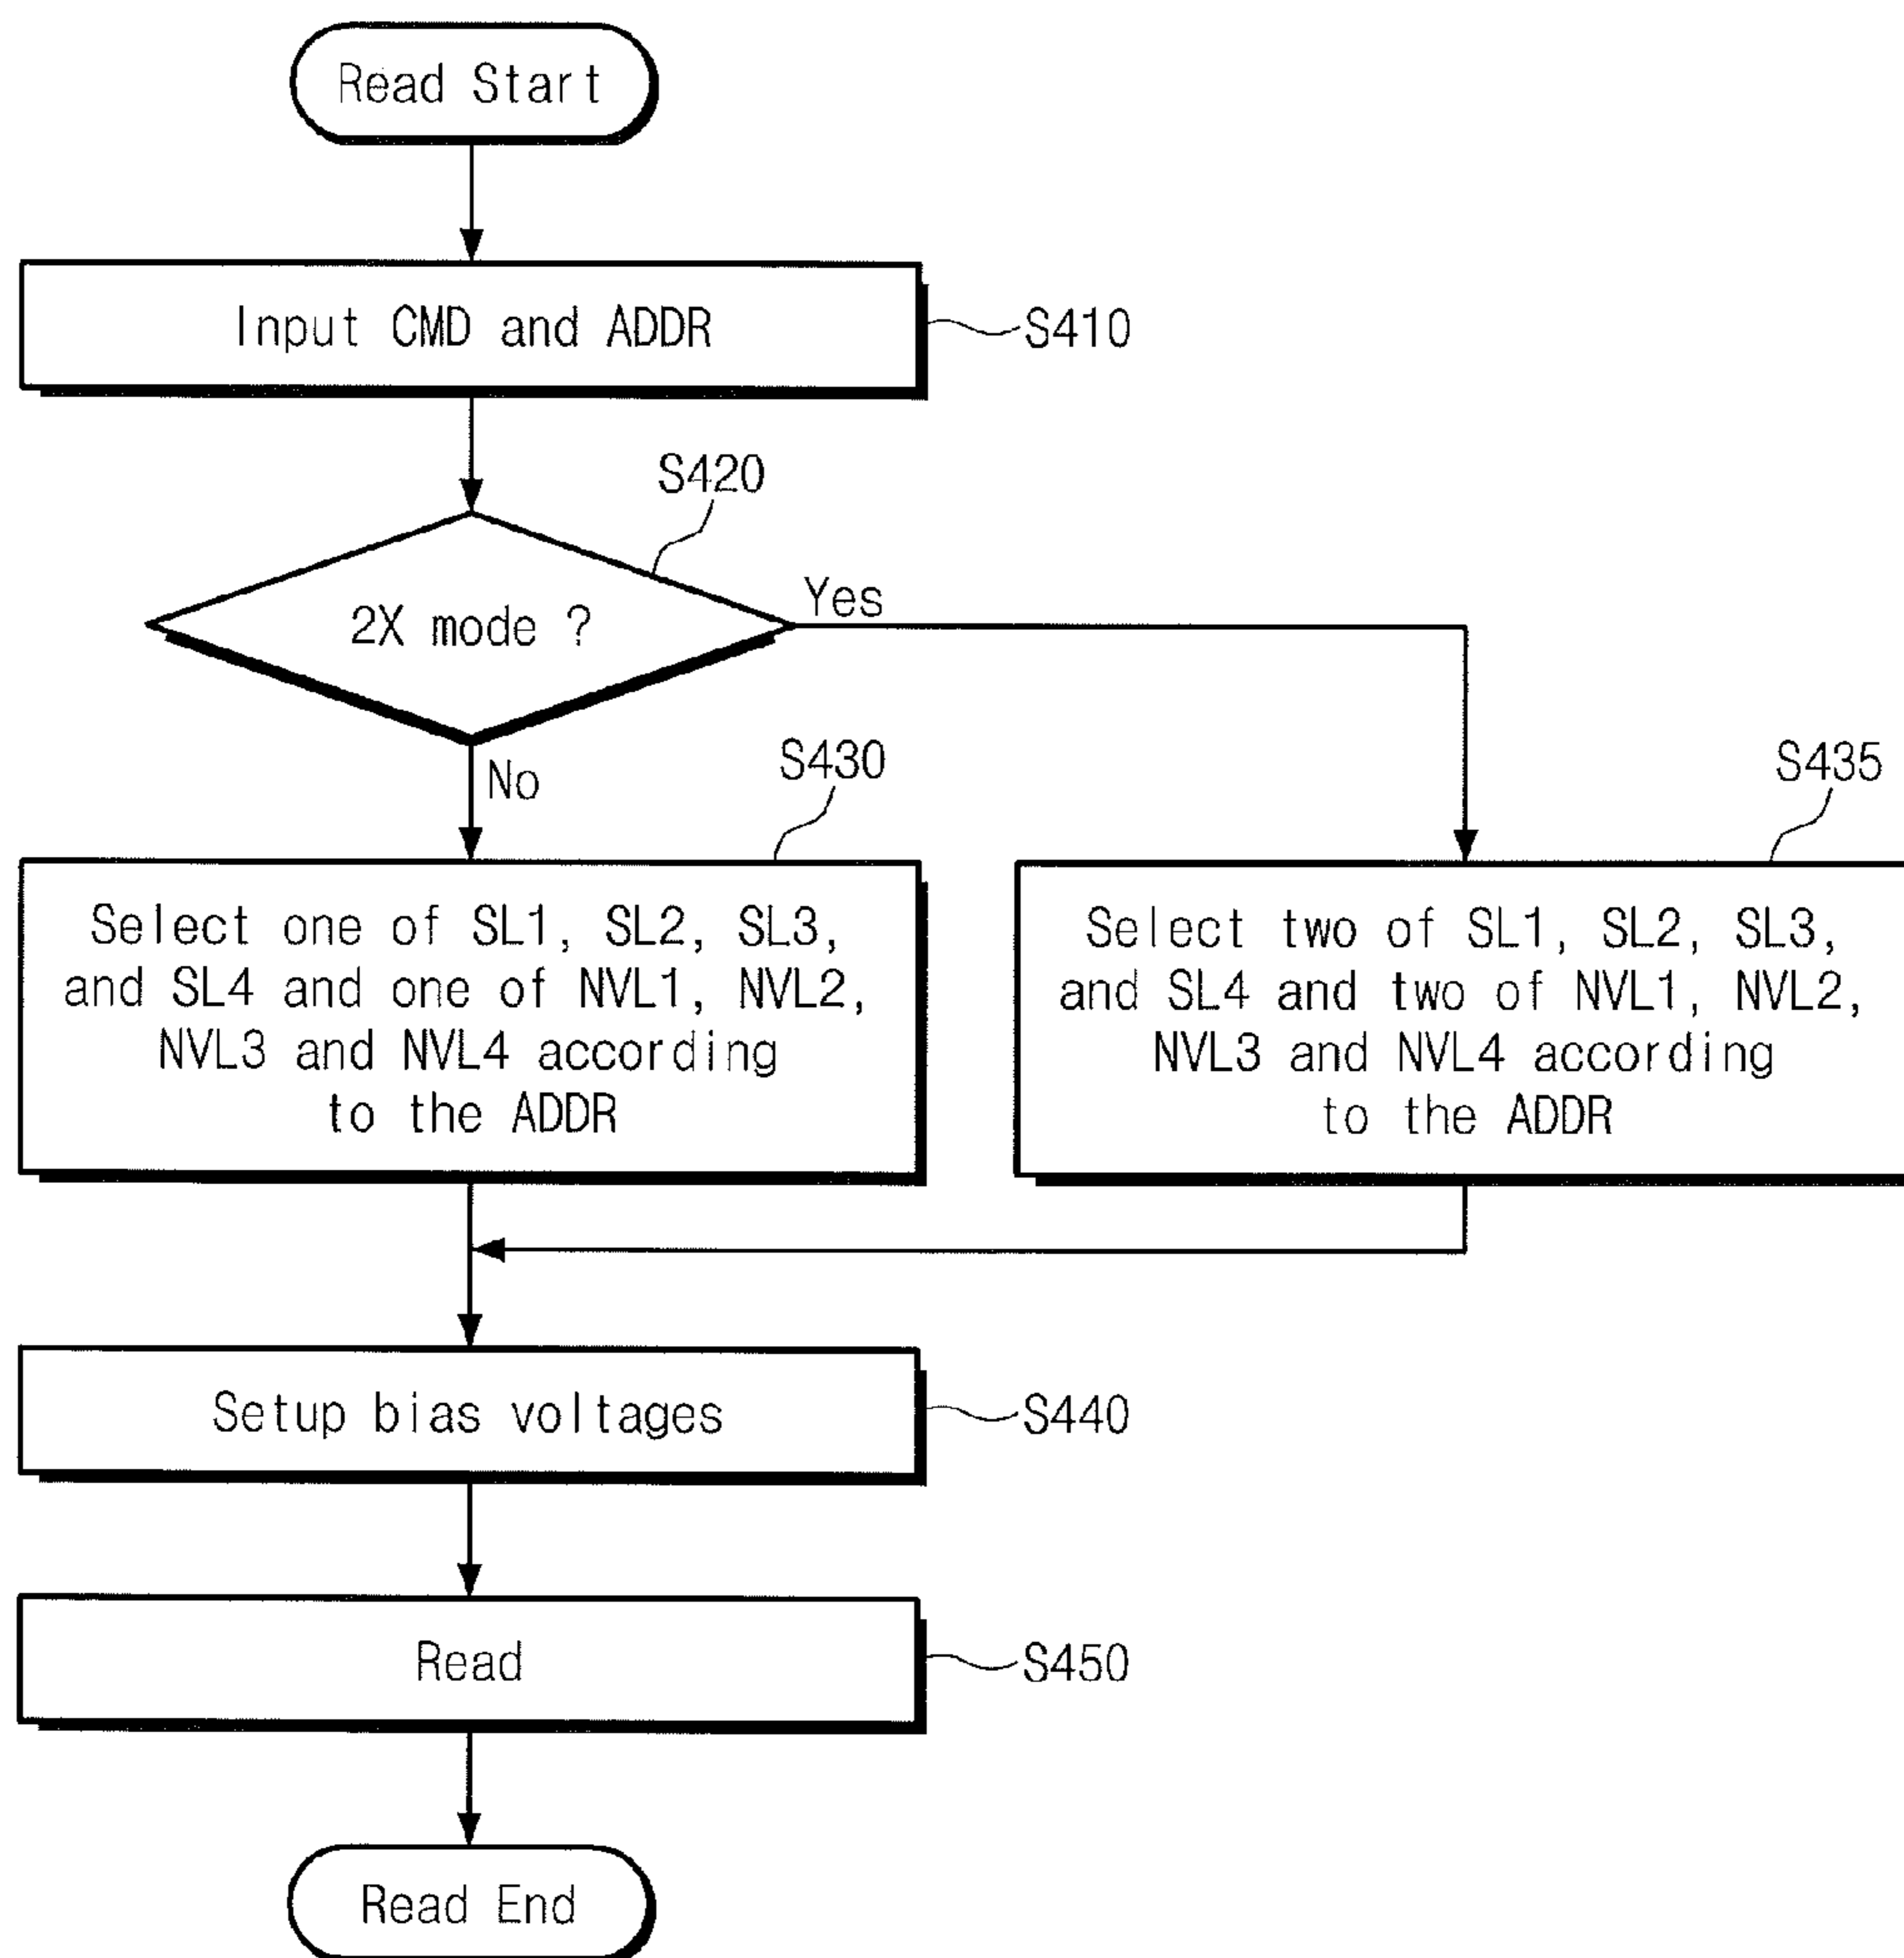 Read Start
Input CMD and ADDR
S410
S420
2X mode ?
Yes
No
S430
Select one of SL1, SL2, SL3,
and SL4 and one of NVL1, NVL2,
NVL3 and NVL4 according
to the ADDR
S435
Select two of SL1, SL2, SL3,
and SL4 and two of NVL1, NVL2,
NVL3 and NVL4 according
to the ADDR
Setup bias voltages
S440
Read
S450
Read End